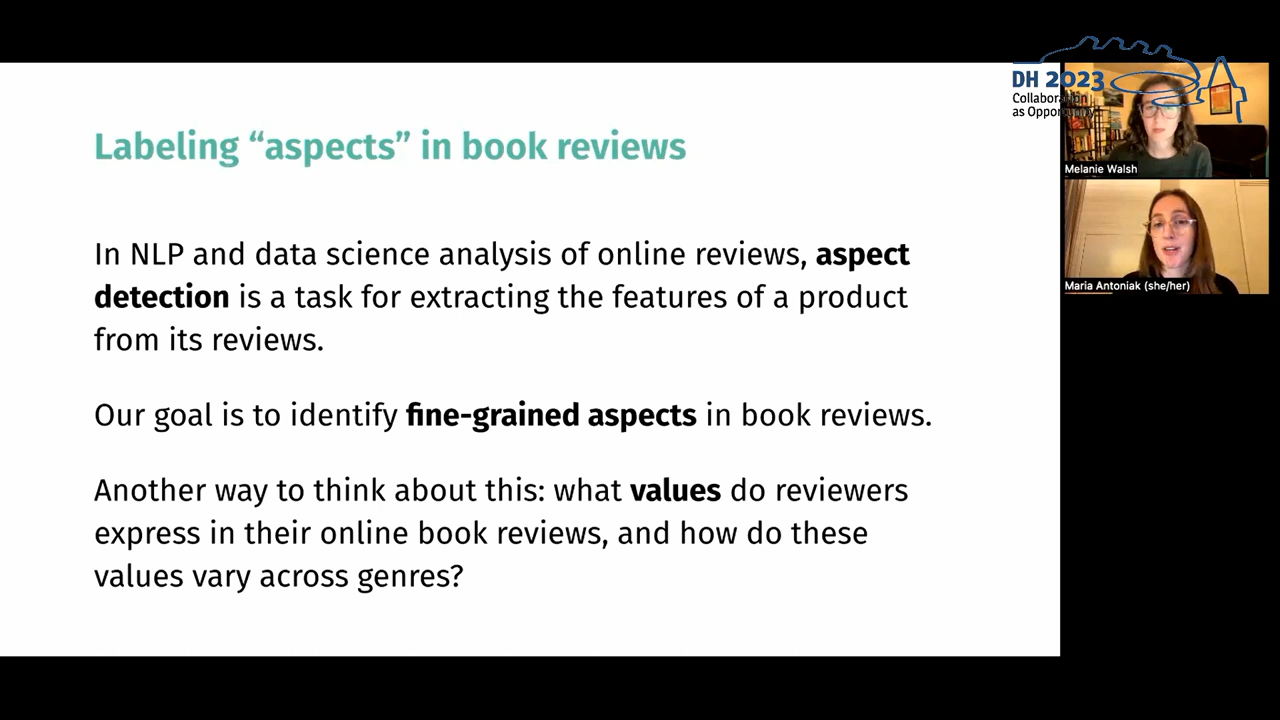 Labeling “aspects” in book reviews
In NLP and data science analysis of online reviews, aspect
detection is a task for extracting the features of a product
from its reviews.
Our goal is to identify fine-grained aspects in book reviews.
Another way to think about this: what values do reviewers
express in their online book reviews, and how do these
values vary across genres?
DH 2023
Collaboration
as Opportunity
Melanie Walsh
Maria Antoniak (she/her)